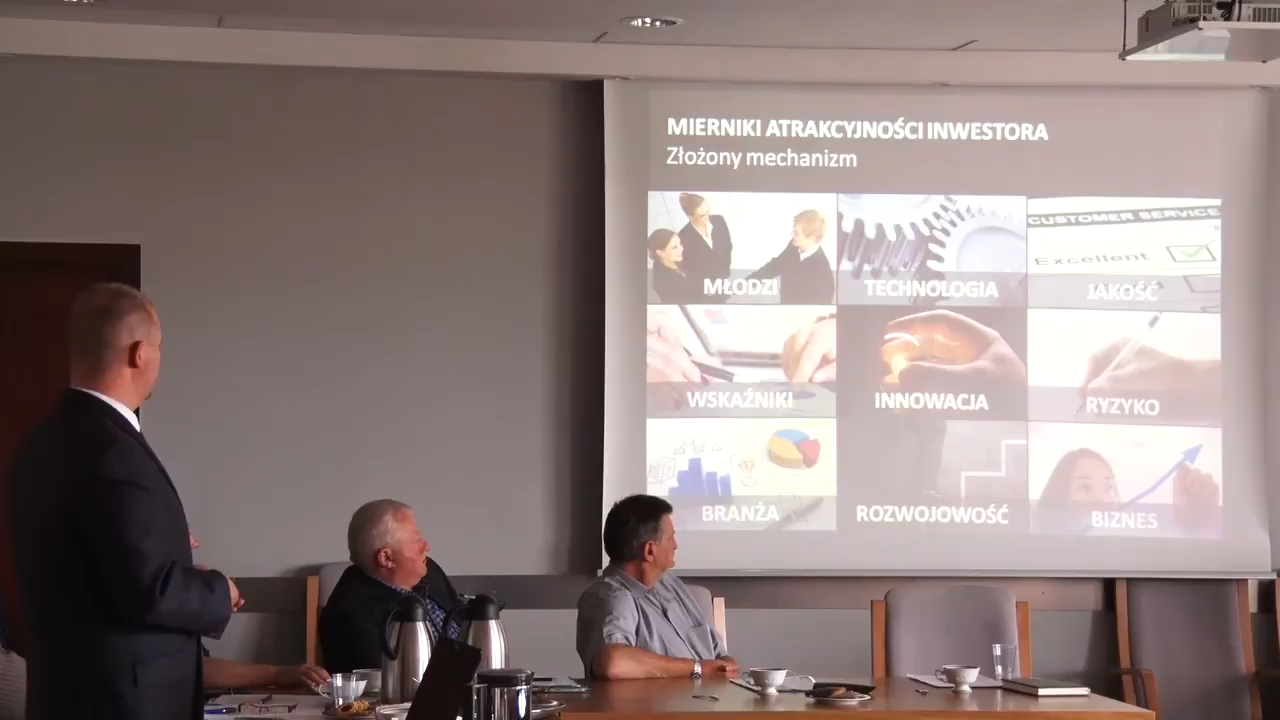 MIERNIKI ATRAKCYJNOŚCI INWESTORA
Złożony mechanizm
CUSTOMER SERVICE
Excellent
MŁODZI
TECHNOLOGIA
JAKOŚĆ
WSKAŹNIKI
INNOWACJA
RYZYKO
BRANŻA
ROZWOJOWOŚĆ
BIZNES